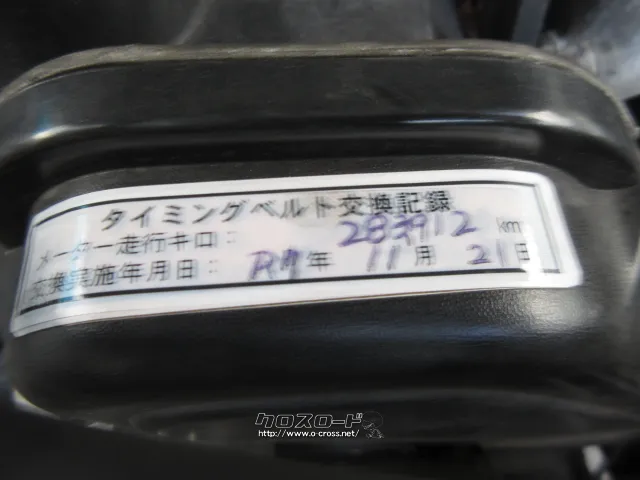 タイミングベルト交換記録
メーター走行キロ: 283912 km
交換実施年月日: 年 11月 21日
クロスロード
http://www.o-cross.net/